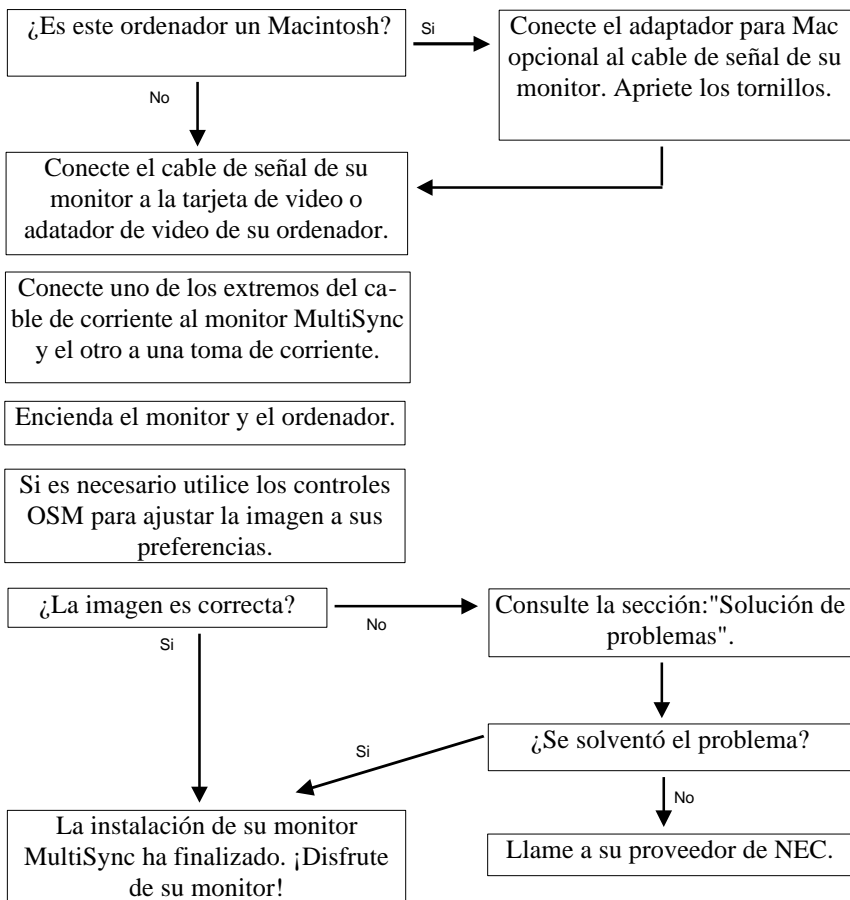 ¿Es este ordenador un Macintosh?
Si
Conecte el adaptador para Mac
opcional al cable de señal de su
monitor. Apriete los tornillos.
No
Conecte el cable de señal de su
monitor a la tarjeta de video o
adatador de video de su ordenador.
Conecte uno de los extremos del ca-
ble de corriente al monitor MultiSync
y el otro a una toma de corriente.
Encienda el monitor y el ordenador.
Si es necesario utilice los controles
OSM para ajustar la imagen a sus
preferencias.
¿La imagen es correcta?
No
Consulte la sección:"Solución de
problemas".
Si
¿Se solventó el problema?
Si
No
La instalación de su monitor
MultiSync ha finalizado. ¡Disfrute
de su monitor!
Llame a su proveedor de NEC.